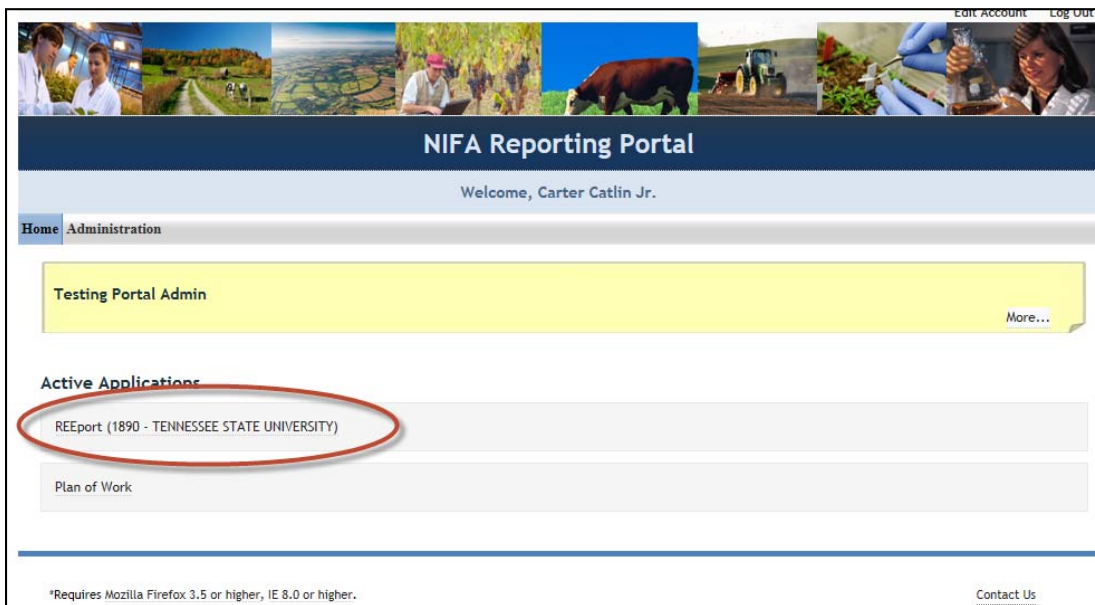 Edit Account Log Out
NIFA Reporting Portal
Welcome, Carter Catlin Jr.
Home Administration
Testing Portal Admin
More...
Active Applications
REEport (1890 - TENNESSEE STATE UNIVERSITY)
Plan of Work
*Requires Mozilla Firefox 3.5 or higher, IE 8.0 or higher.
Contact Us